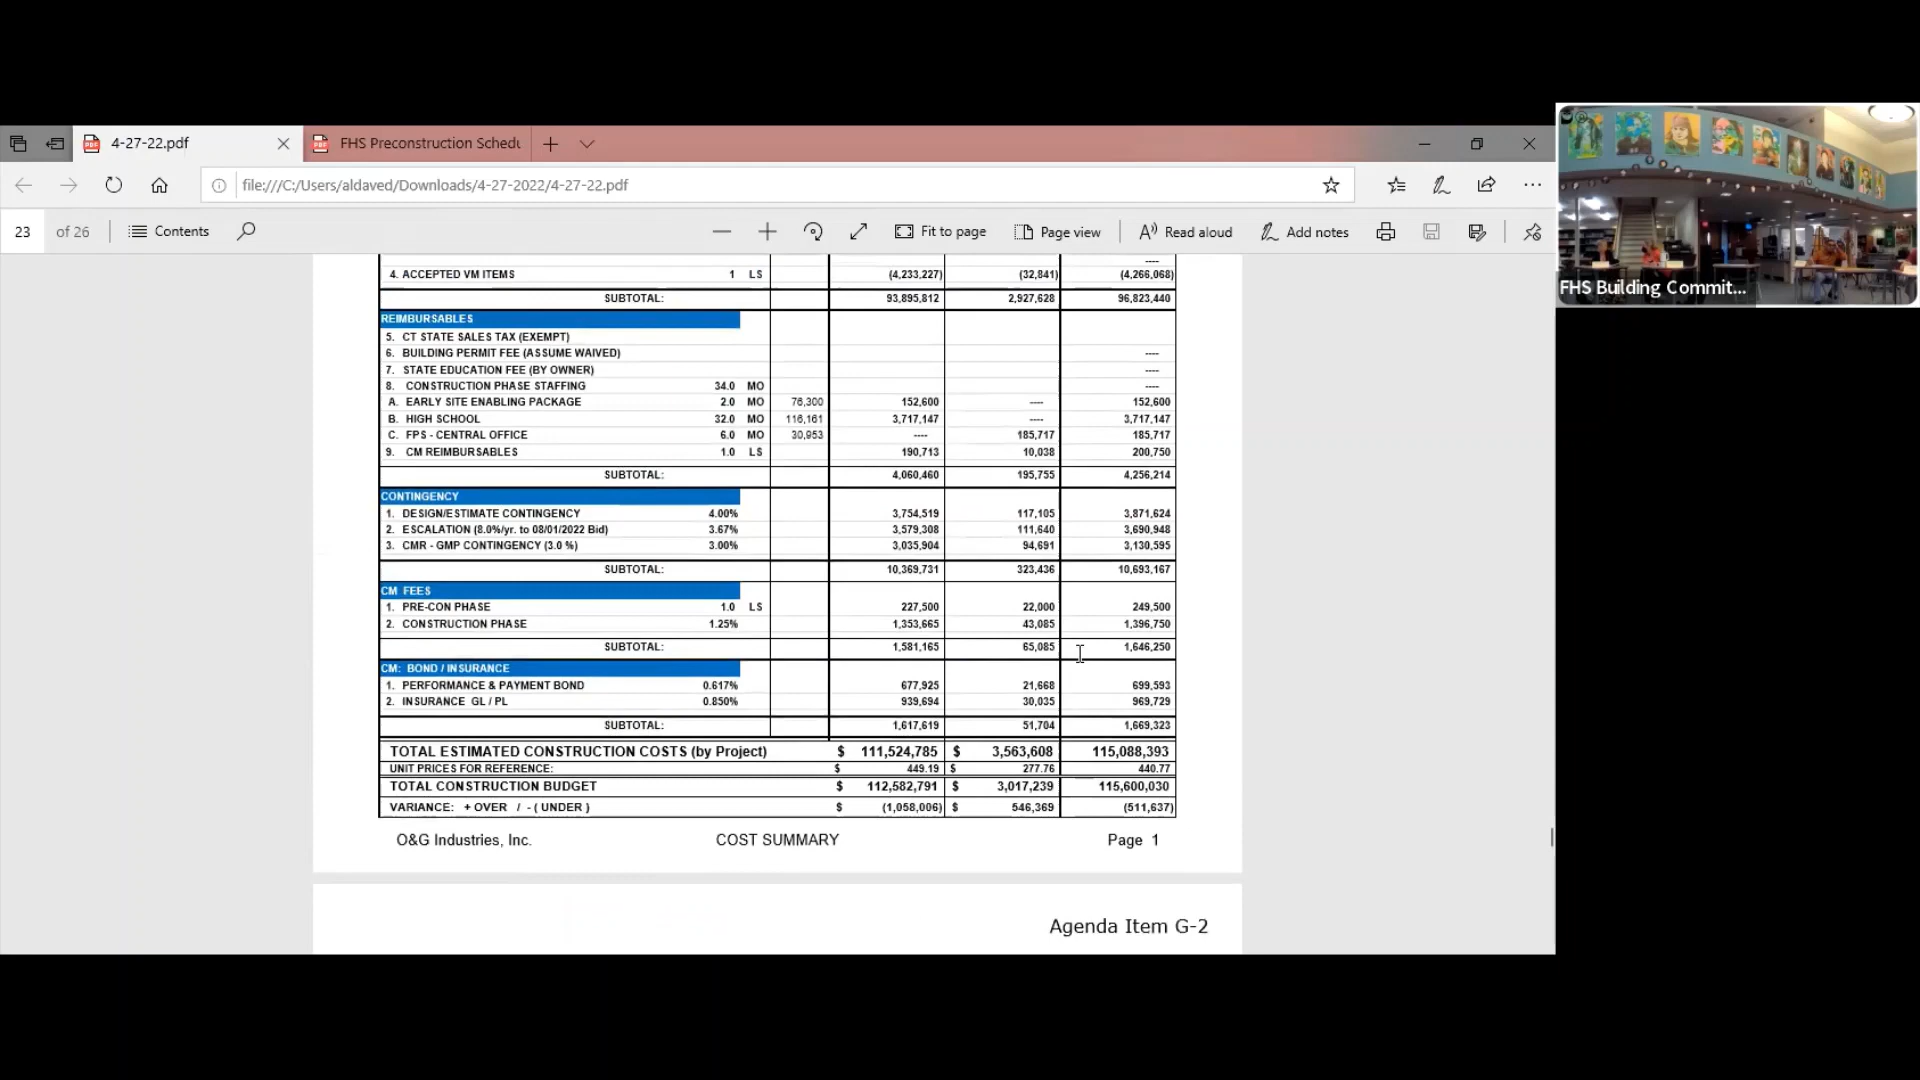 4-27-22.pdf
FHS Preconstruction Schedu
file:///C:/Users/aldaved/Downloads/4-27-2022/4-27-22.pdf
23 of 26 Contents Fit to page Page view Read aloud Add notes
FHS Building Commit...
----
4. ACCEPTED VM ITEMS 1 LS (4,233,227) (32,841) (4,266,068)
SUBTOTAL: 93,895,812 2,927,628 96,823,440
REIMBURSABLES
5. CT STATE SALES TAX (EXEMPT)
6. BUILDING PERMIT FEE (ASSUME WAIVED) ----
7. STATE EDUCATION FEE (BY OWNER) ----
8. CONSTRUCTION PHASE STAFFING 34.0 MO ----
A. EARLY SITE ENABLING PACKAGE 2.0 MO 76,300 152,600 ---- 152,600
B. HIGH SCHOOL 32.0 MO 116,161 3,717,147 ---- 3,717,147
C. FPS - CENTRAL OFFICE 6.0 MO 30,953 ---- 185,717 185,717
9. CM REIMBURSABLES 1.0 LS 190,713 10,038 200,750
SUBTOTAL: 4,060,460 195,755 4,256,214
CONTINGENCY
1. DESIGN/ESTIMATE CONTINGENCY 4.00% 3,754,519 117,105 3,871,624
2. ESCALATION (8.0%/yr. to 08/01/2022 Bid) 3.67% 3,579,308 111,640 3,690,948
3. CMR - GMP CONTINGENCY (3.0 %) 3.00% 3,035,904 94,691 3,130,595
SUBTOTAL: 10,369,731 323,436 10,693,167
CM FEES
1. PRE-CON PHASE 1.0 LS 227,500 22,000 249,500
2. CONSTRUCTION PHASE 1.25% 1,353,665 43,085 1,396,750
SUBTOTAL: 1,581,165 65,085 1,646,250
CM: BOND / INSURANCE
1. PERFORMANCE & PAYMENT BOND 0.617% 677,925 21,668 699,593
2. INSURANCE GL / PL 0.850% 939,694 30,035 969,729
SUBTOTAL: 1,617,619 51,704 1,669,323
TOTAL ESTIMATED CONSTRUCTION COSTS (by Project) $ 111,524,785 $ 3,563,608 115,088,393
UNIT PRICES FOR REFERENCE: $ 449.19 $ 277.76 440.77
TOTAL CONSTRUCTION BUDGET $ 112,582,791 $ 3,017,239 115,600,030
VARIANCE: + OVER / - ( UNDER ) $ (1,058,006) $ 546,369 (511,637)
O&G Industries, Inc. COST SUMMARY Page 1
Agenda Item G-2